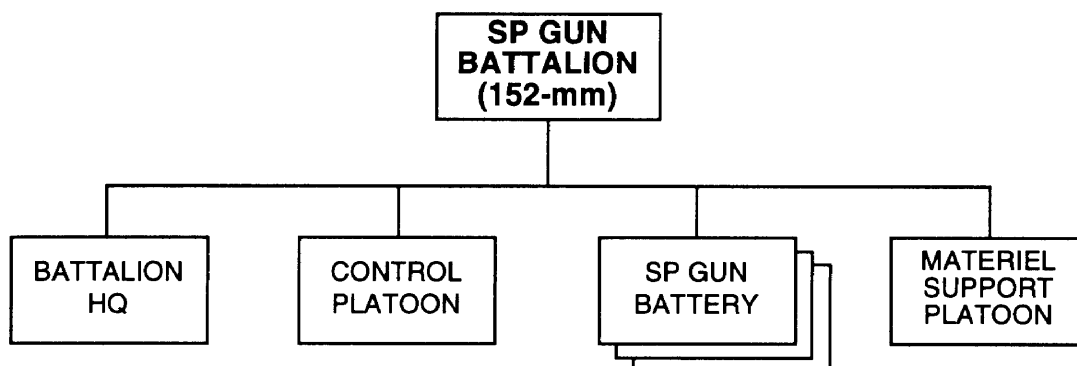 SP GUN
BATTALION
(152-mm)
BATTALION
HQ
CONTROL
PLATOON
SP GUN
BATTERY
MATERIEL
SUPPORT
PLATOON